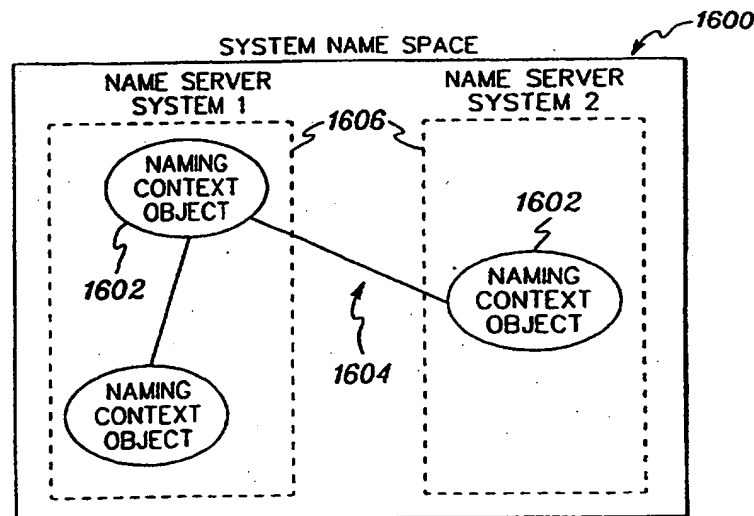 1600
SYSTEM NAME SPACE
NAME SERVER
SYSTEM 1
NAME SERVER
SYSTEM 2
1606
NAMING
CONTEXT
OBJECT
1602
1602
NAMING
CONTEXT
OBJECT
1604
NAMING
CONTEXT
OBJECT